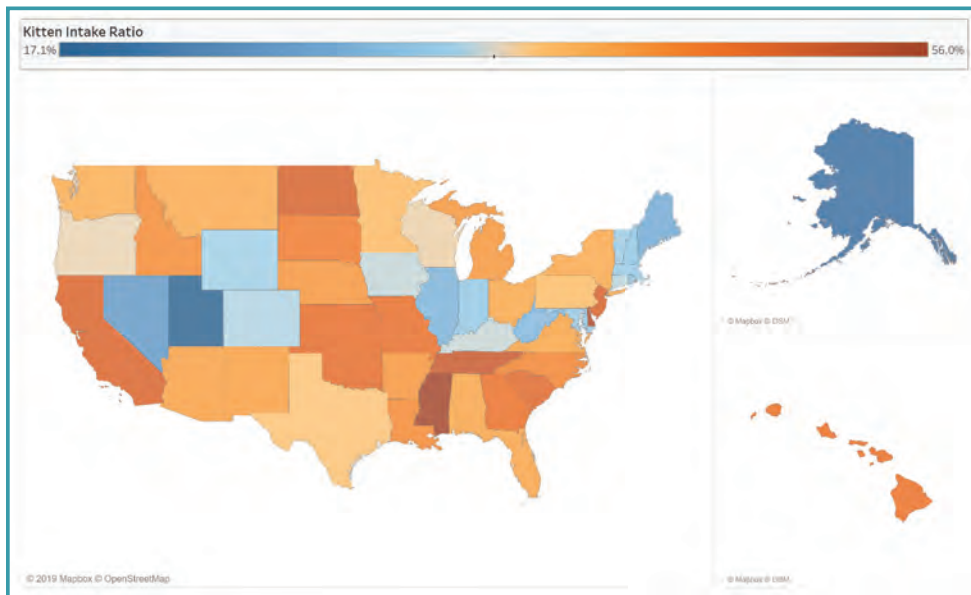 Kitten Intake Ratio
17.1%
56.0%
© Mapbox © OSM
© Mapbox © OSM
© 2019 Mapbox © OpenStreetMap